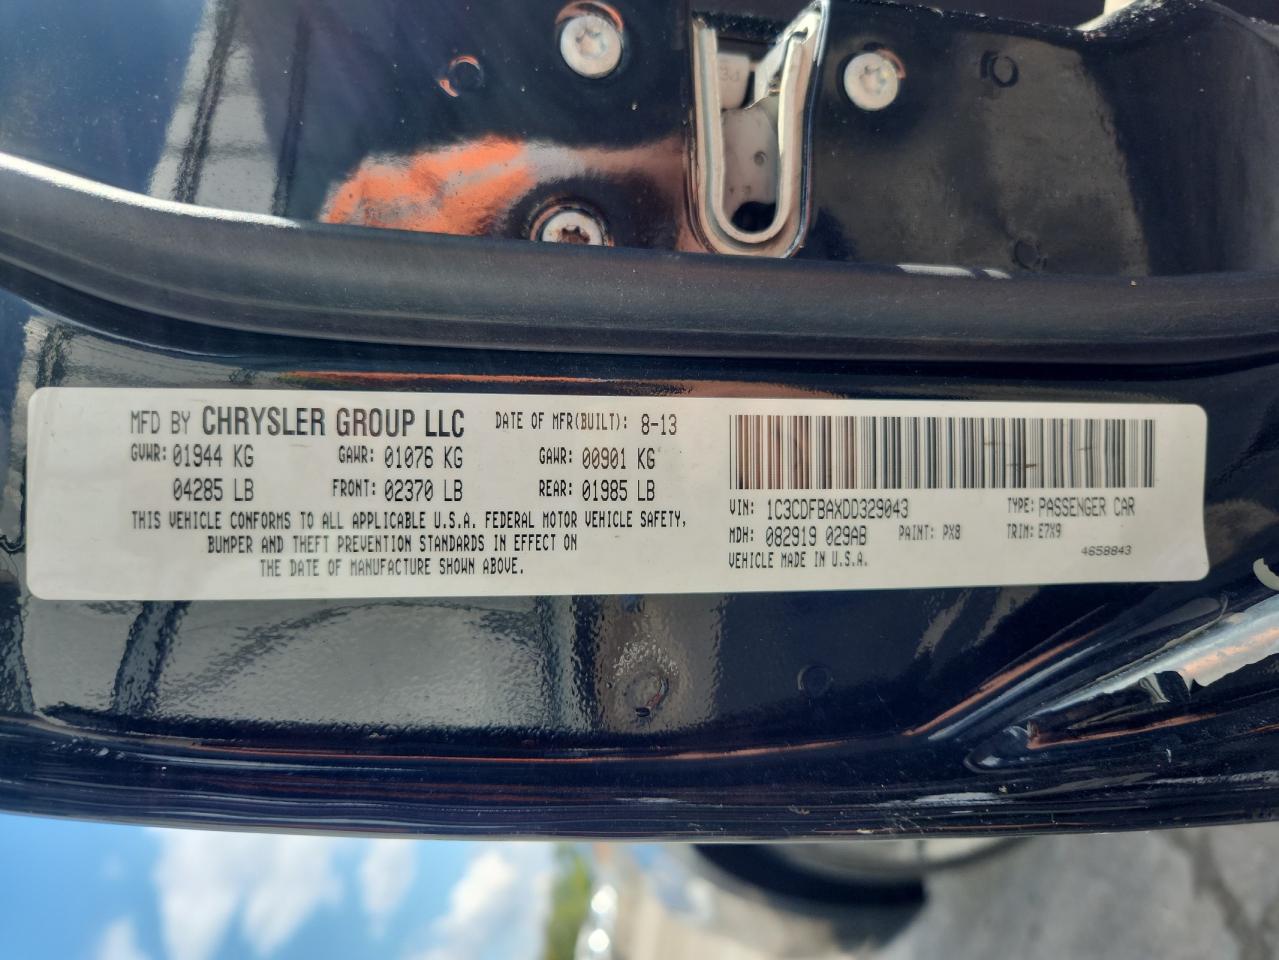 MFD BY CHRYSLER GROUP LLC DATE OF MFR(BUILT): 8-13
GVWR: 01944 KG GAWR: 01076 KG GAWR: 00901 KG
04285 LB FRONT: 02370 LB REAR: 01985 LB
THIS VEHICLE CONFORMS TO ALL APPLICABLE U.S.A. FEDERAL MOTOR VEHICLE SAFETY,
BUMPER AND THEFT PREVENTION STANDARDS IN EFFECT ON
THE DATE OF MANUFACTURE SHOWN ABOVE.
VIN: 1C3CDFBAXDD329043 TYPE: PASSENGER CAR
MDH: 082919 029AB PAINT: PX8 TRIM: E7X9
VEHICLE MADE IN U.S.A. 4658843